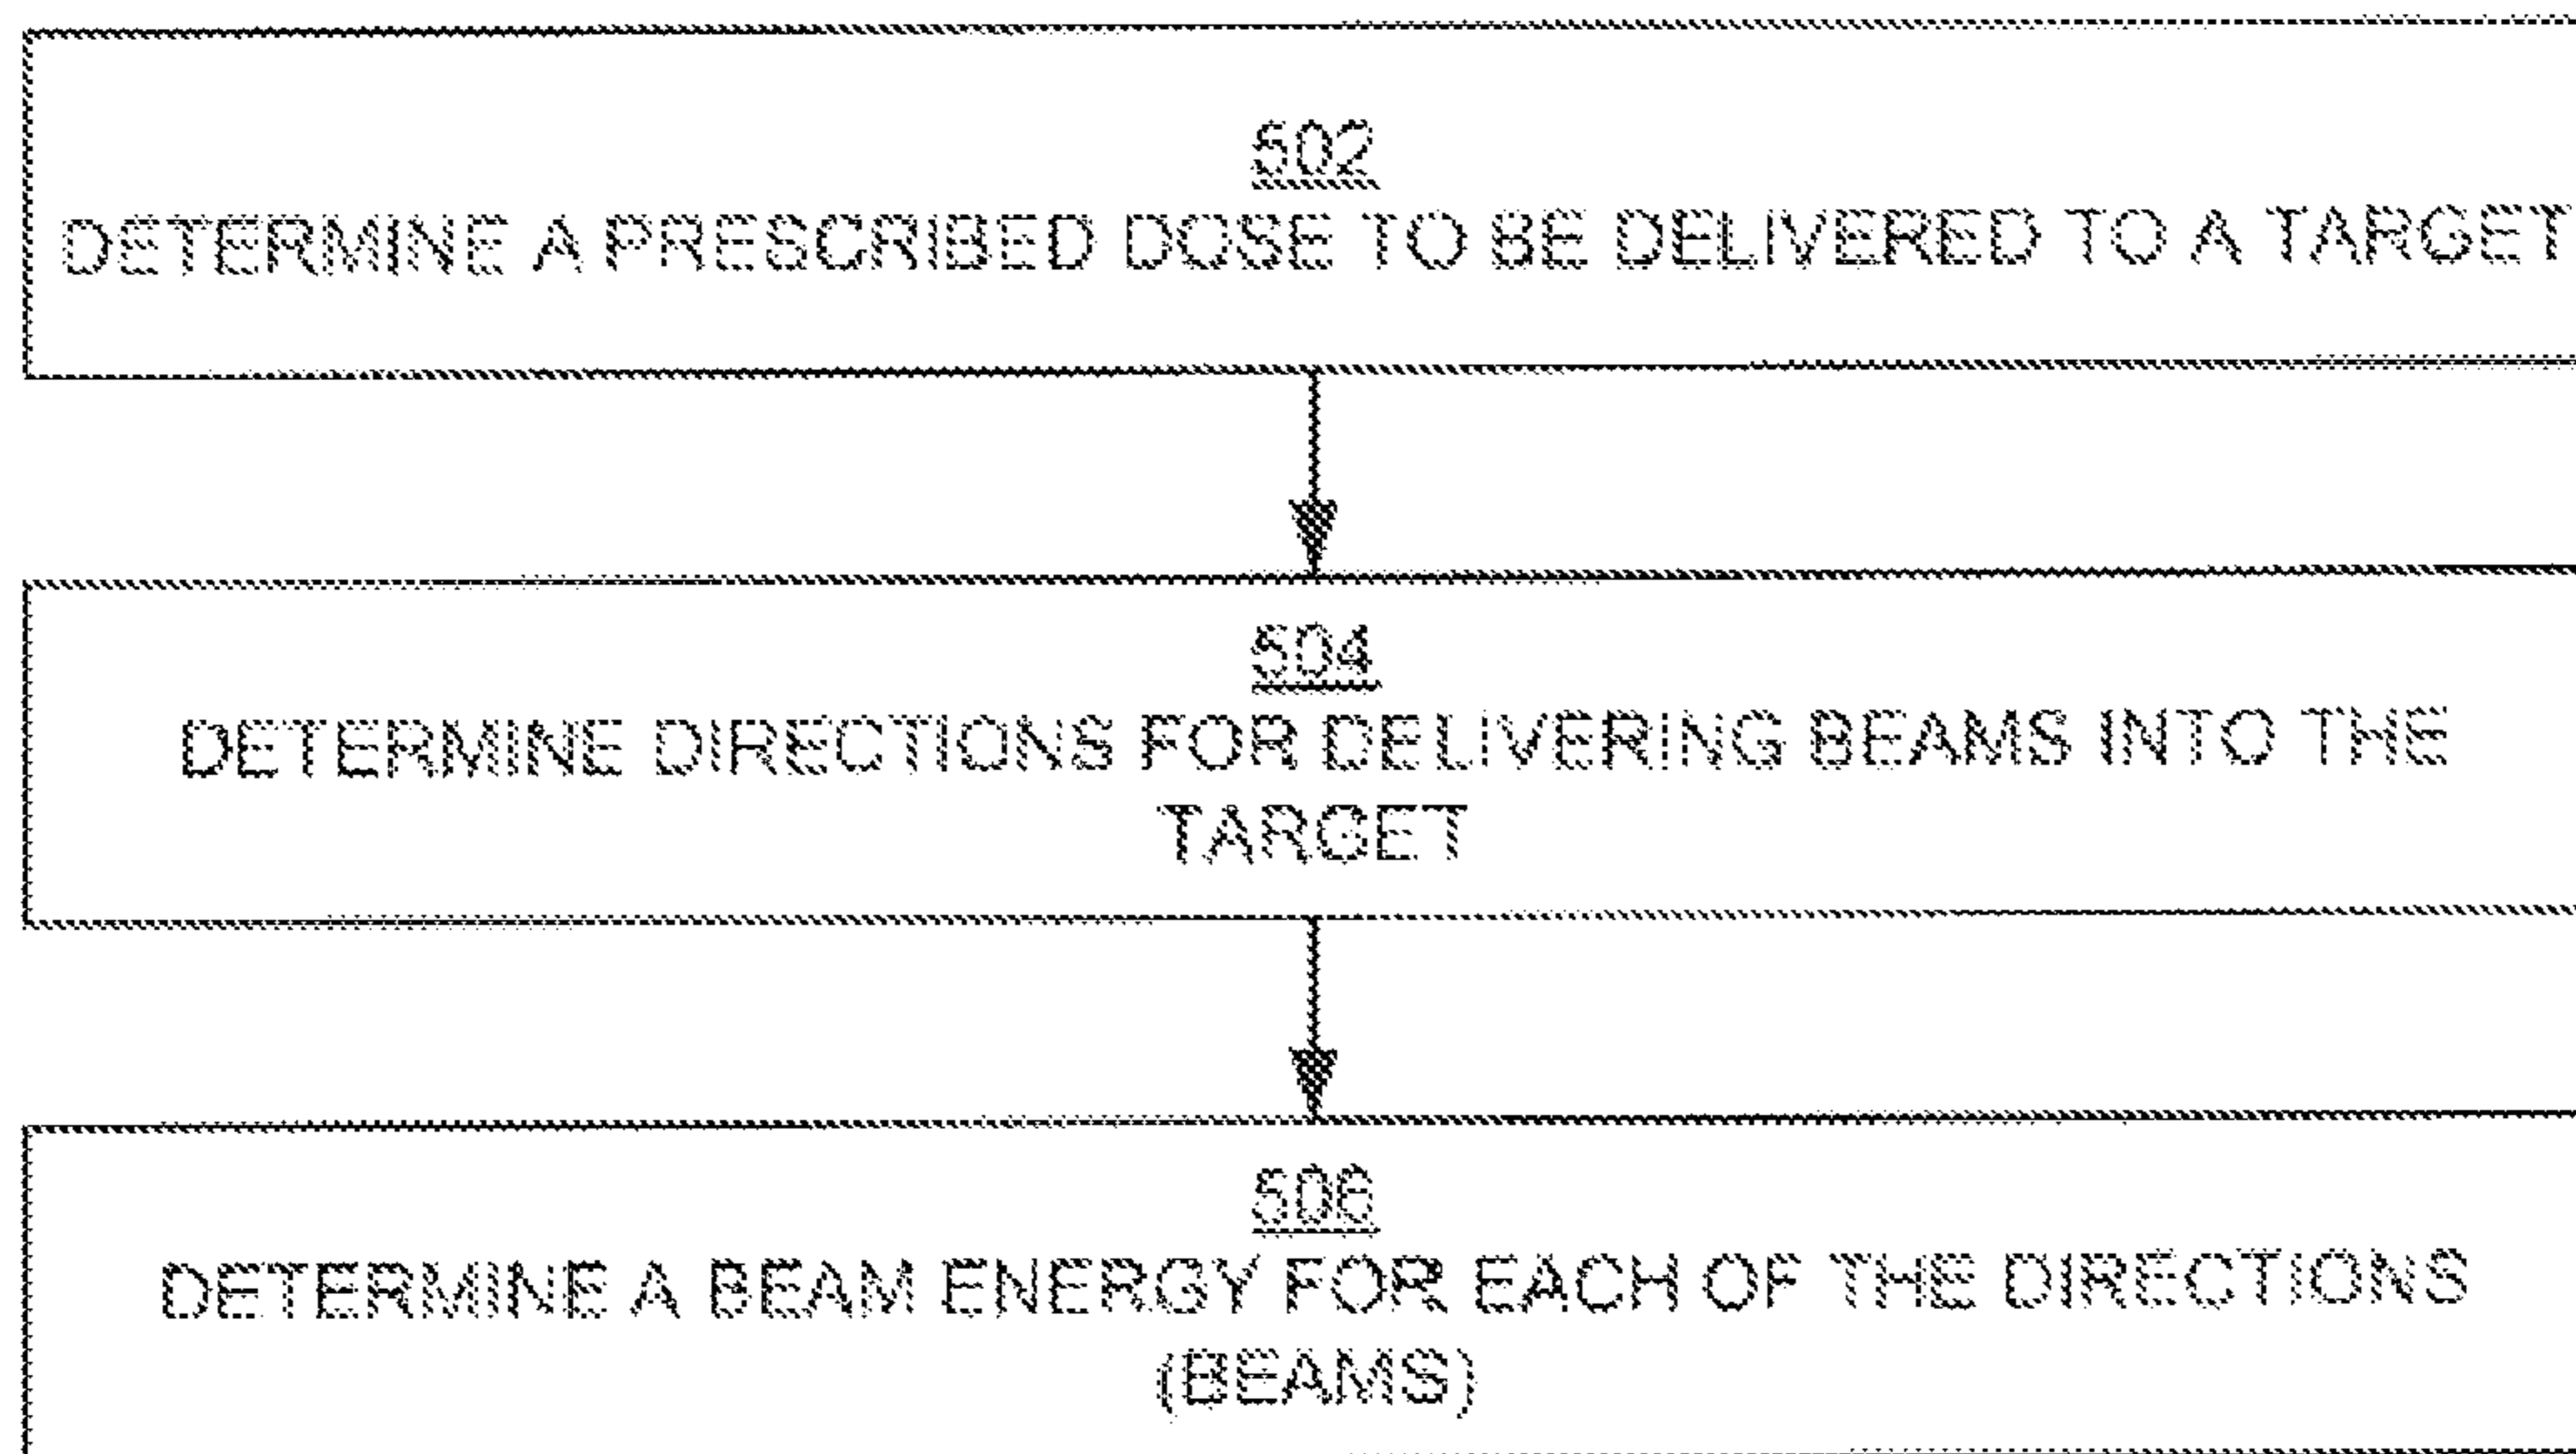 502
DETERMINE A PRESCRIBED DOSE TO BE DELIVERED TO A TARGET
504
DETERMINE DIRECTIONS FOR DELIVERING BEAMS INTO THE
TARGET
506
DETERMINE A BEAM ENERGY FOR EACH OF THE DIRECTIONS
(BEAMS)